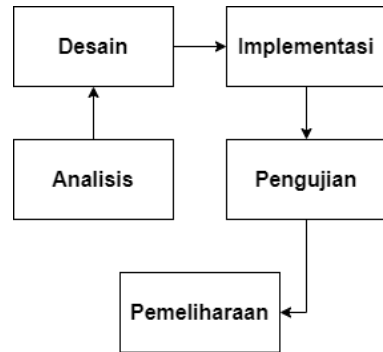 Desain
Implementasi
Analisis
Pengujian
Pemeliharaan